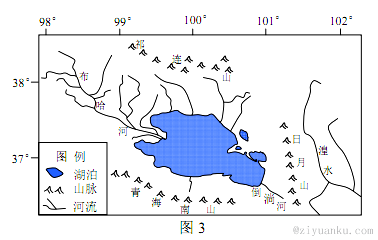 98° 99° 100° 101° 102°
祁连山
38°
布哈河
37°
日月山
湟水
倒淌河
青海南山
图 例
湖泊
山脉
河流
图 3
@ziyuanku.com